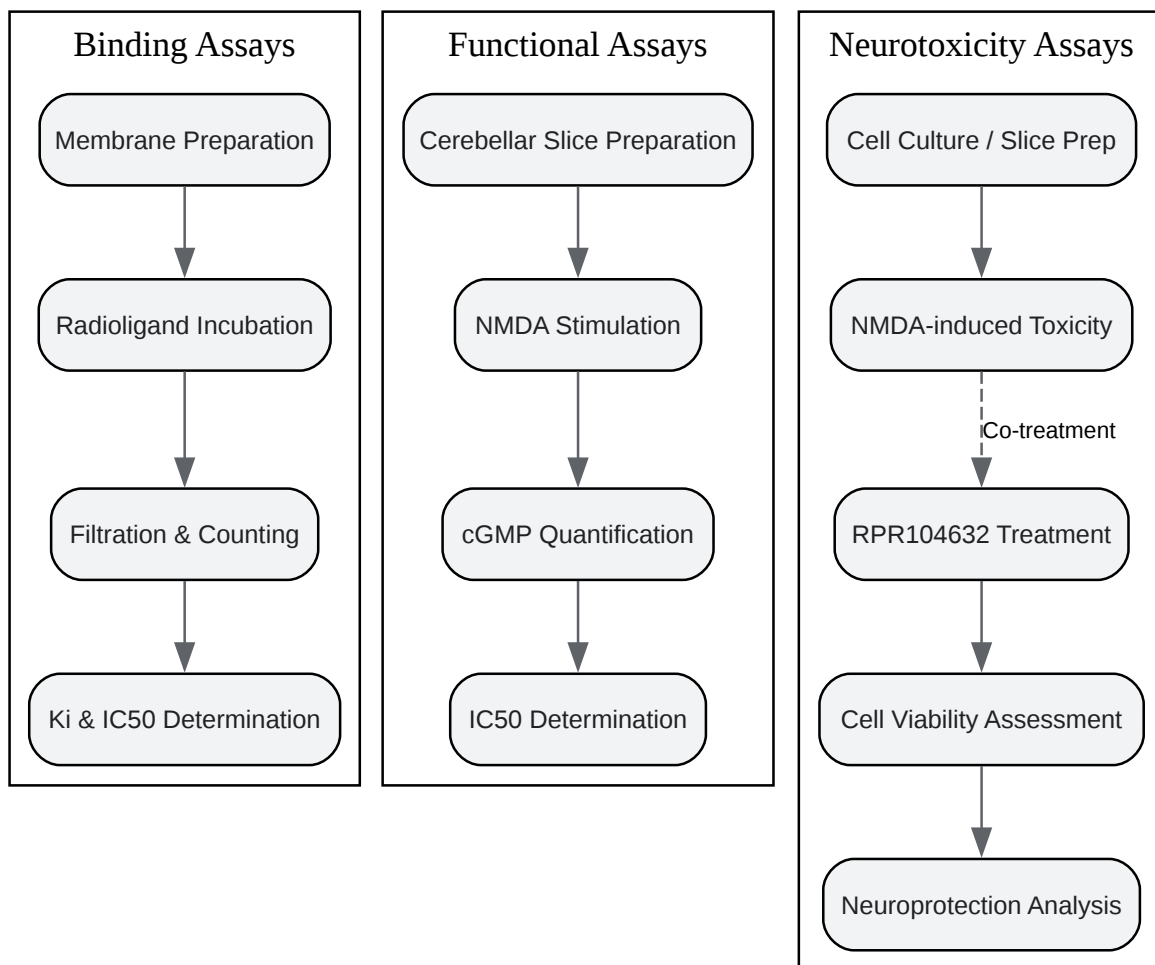 Binding Assays
Membrane Preparation
Radioligand Incubation
Filtration & Counting
Ki & IC50 Determination
Functional Assays
Cerebellar Slice Preparation
NMDA Stimulation
cGMP Quantification
IC50 Determination
Neurotoxicity Assays
Cell Culture / Slice Prep
NMDA-induced Toxicity
Co-treatment
RPR104632 Treatment
Cell Viability Assessment
Neuroprotection Analysis